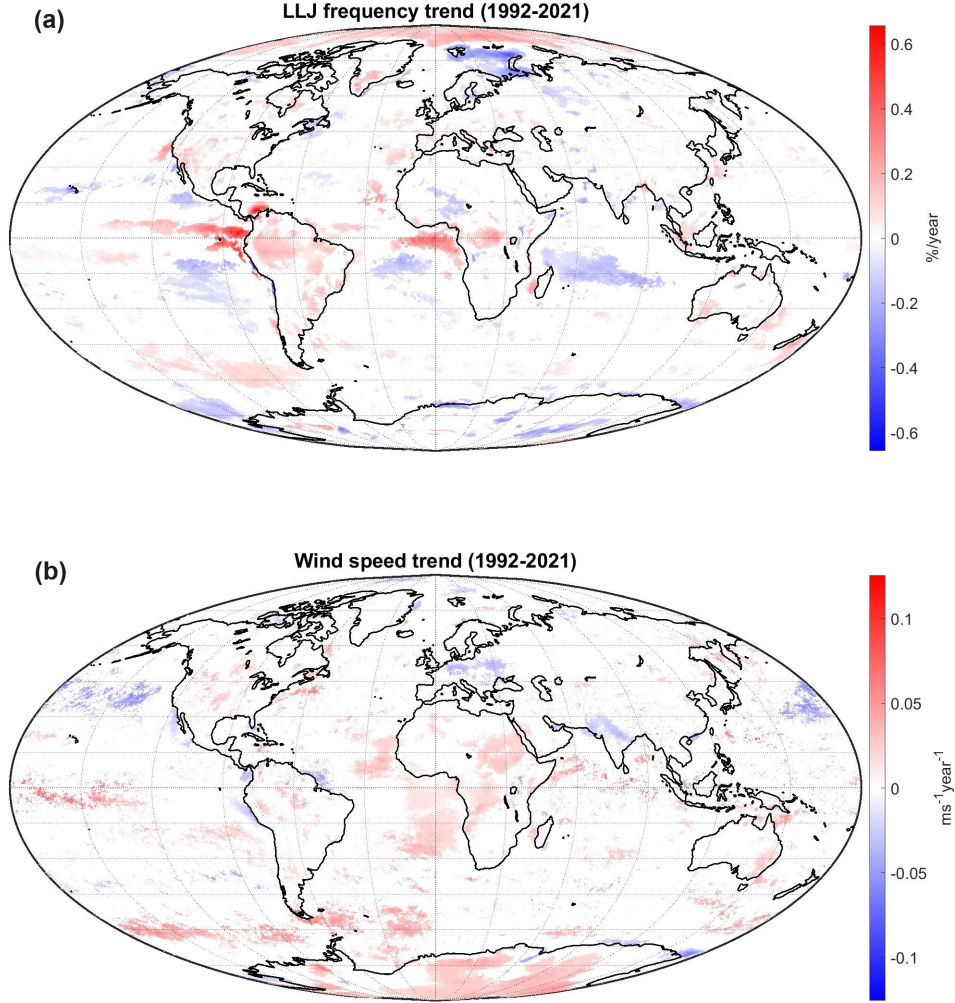 (a)
LLJ frequency trend (1992-2021)
0.6
0.4
0.2
0
-0.2
-0.4
-0.6
%/year
(b)
Wind speed trend (1992-2021)
0.1
0.05
0
-0.05
-0.1
ms⁻¹year⁻¹